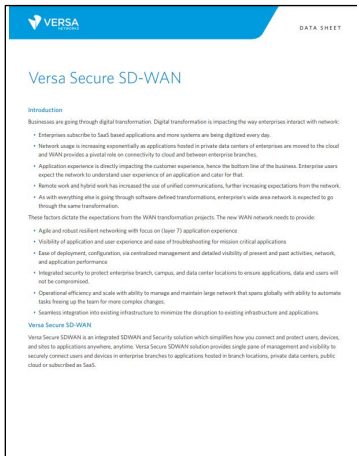 VERSA
NETWORKS
DATA SHEET
Versa Secure SD-WAN
Introduction
Businesses are going through digital transformation. Digital transformation is impacting the way enterprises interact with network:
• Enterprises subscribe to SaaS based applications and more systems are being digitized every day.
• Network usage is increasing exponentially as applications hosted in private data centers of enterprises are moved to the cloud
and WAN provides a pivotal role on connectivity to cloud and between enterprise branches.
• Application experience is directly impacting the customer experience, hence the bottom line of the business. Enterprise users
expect the network to understand user experience of an application and cater for that.
• Remote work and hybrid work has increased the use of unified communications, further increasing expectations from the network.
• As with everything else is going through software defined transformations, enterprise's wide area network is expected to go
through the same transformation.
These factors dictate the expectations from the WAN transformation projects. The new WAN network needs to provide:
• Agile and robust resilient networking with focus on (layer 7) application experience
• Visibility of application and user experience and ease of troubleshooting for mission critical applications
• Ease of deployment, configuration, via centralized management and detailed visibility of present and past activities, network,
and application performance
• Integrated security to protect enterprise branch, campus, and data center locations to ensure applications, data and users will
not be compromised.
• Operational efficiency and scale with ability to manage and maintain large network that spans globally with ability to automate
tasks freeing up the team for more complex changes.
• Seamless integration into existing infrastructure to minimize the disruption to existing infrastructure and applications.
Versa Secure SD-WAN
Versa Secure SDWAN is an integrated SDWAN and Security solution which simplifies how you connect and protect users, devices,
and sites to applications anywhere, anytime. Versa Secure SDWAN solution provides single pane of management and visibility to
securely connect users and devices in enterprise branches to applications hosted in branch locations, private data centers, public
cloud or subscribed as SaaS.